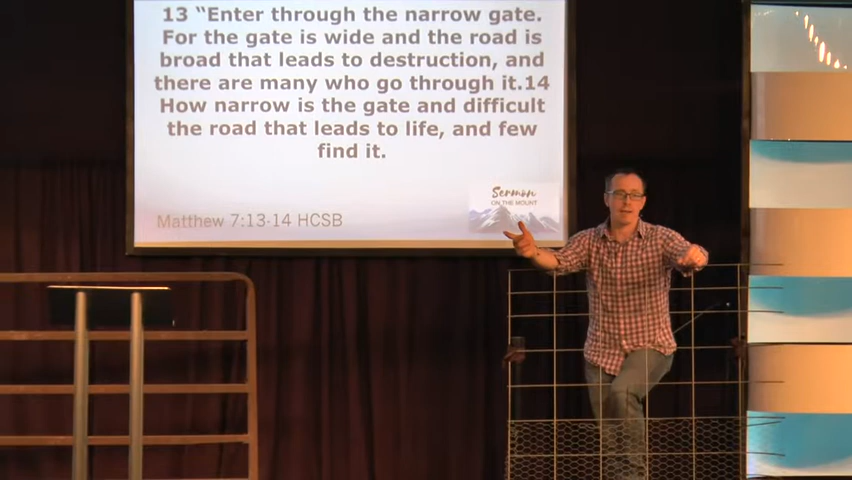 13 “Enter through the narrow gate.
For the gate is wide and the road is
broad that leads to destruction, and
there are many who go through it.14
How narrow is the gate and difficult
the road that leads to life, and few
find it.
Sermon
ON THE MOUNT
Matthew 7:13-14 HCSB